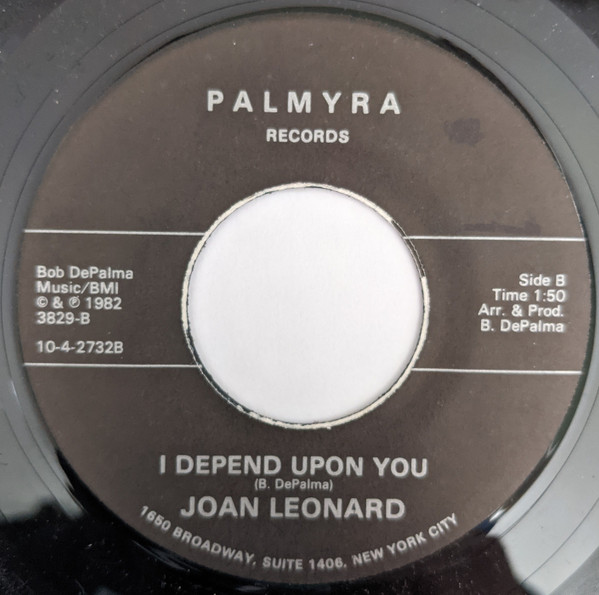 PALMYRA
RECORDS
Bob DePalma
Music/BMI
© & ℗ 1982
3829-B
10-4-2732B
Side B
Time 1:50
Arr. & Prod.
B. DePalma
I DEPEND UPON YOU
(B. DePalma)
JOAN LEONARD
1650 BROADWAY, SUITE 1406, NEW YORK CITY